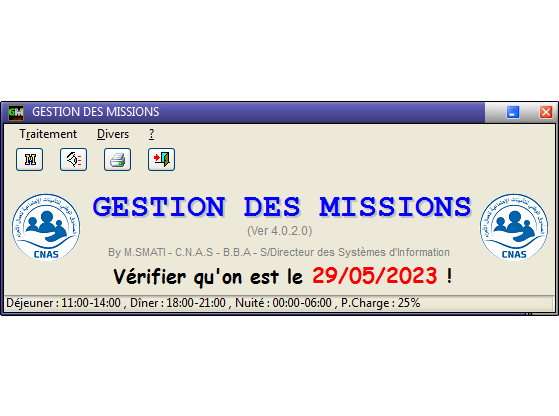 GM GESTION DES MISSIONS
Traitement Divers ?
M
GESTION DES MISSIONS
(Ver 4.0.2.0)
CNAS
CNAS
By M.SMATI - C.N.A.S - B.B.A - S/Directeur des Systèmes d'Information
Vérifier qu'on est le 29/05/2023 !
Déjeuner : 11:00-14:00 , Dîner : 18:00-21:00 , Nuité : 00:00-06:00 , P.Charge : 25%